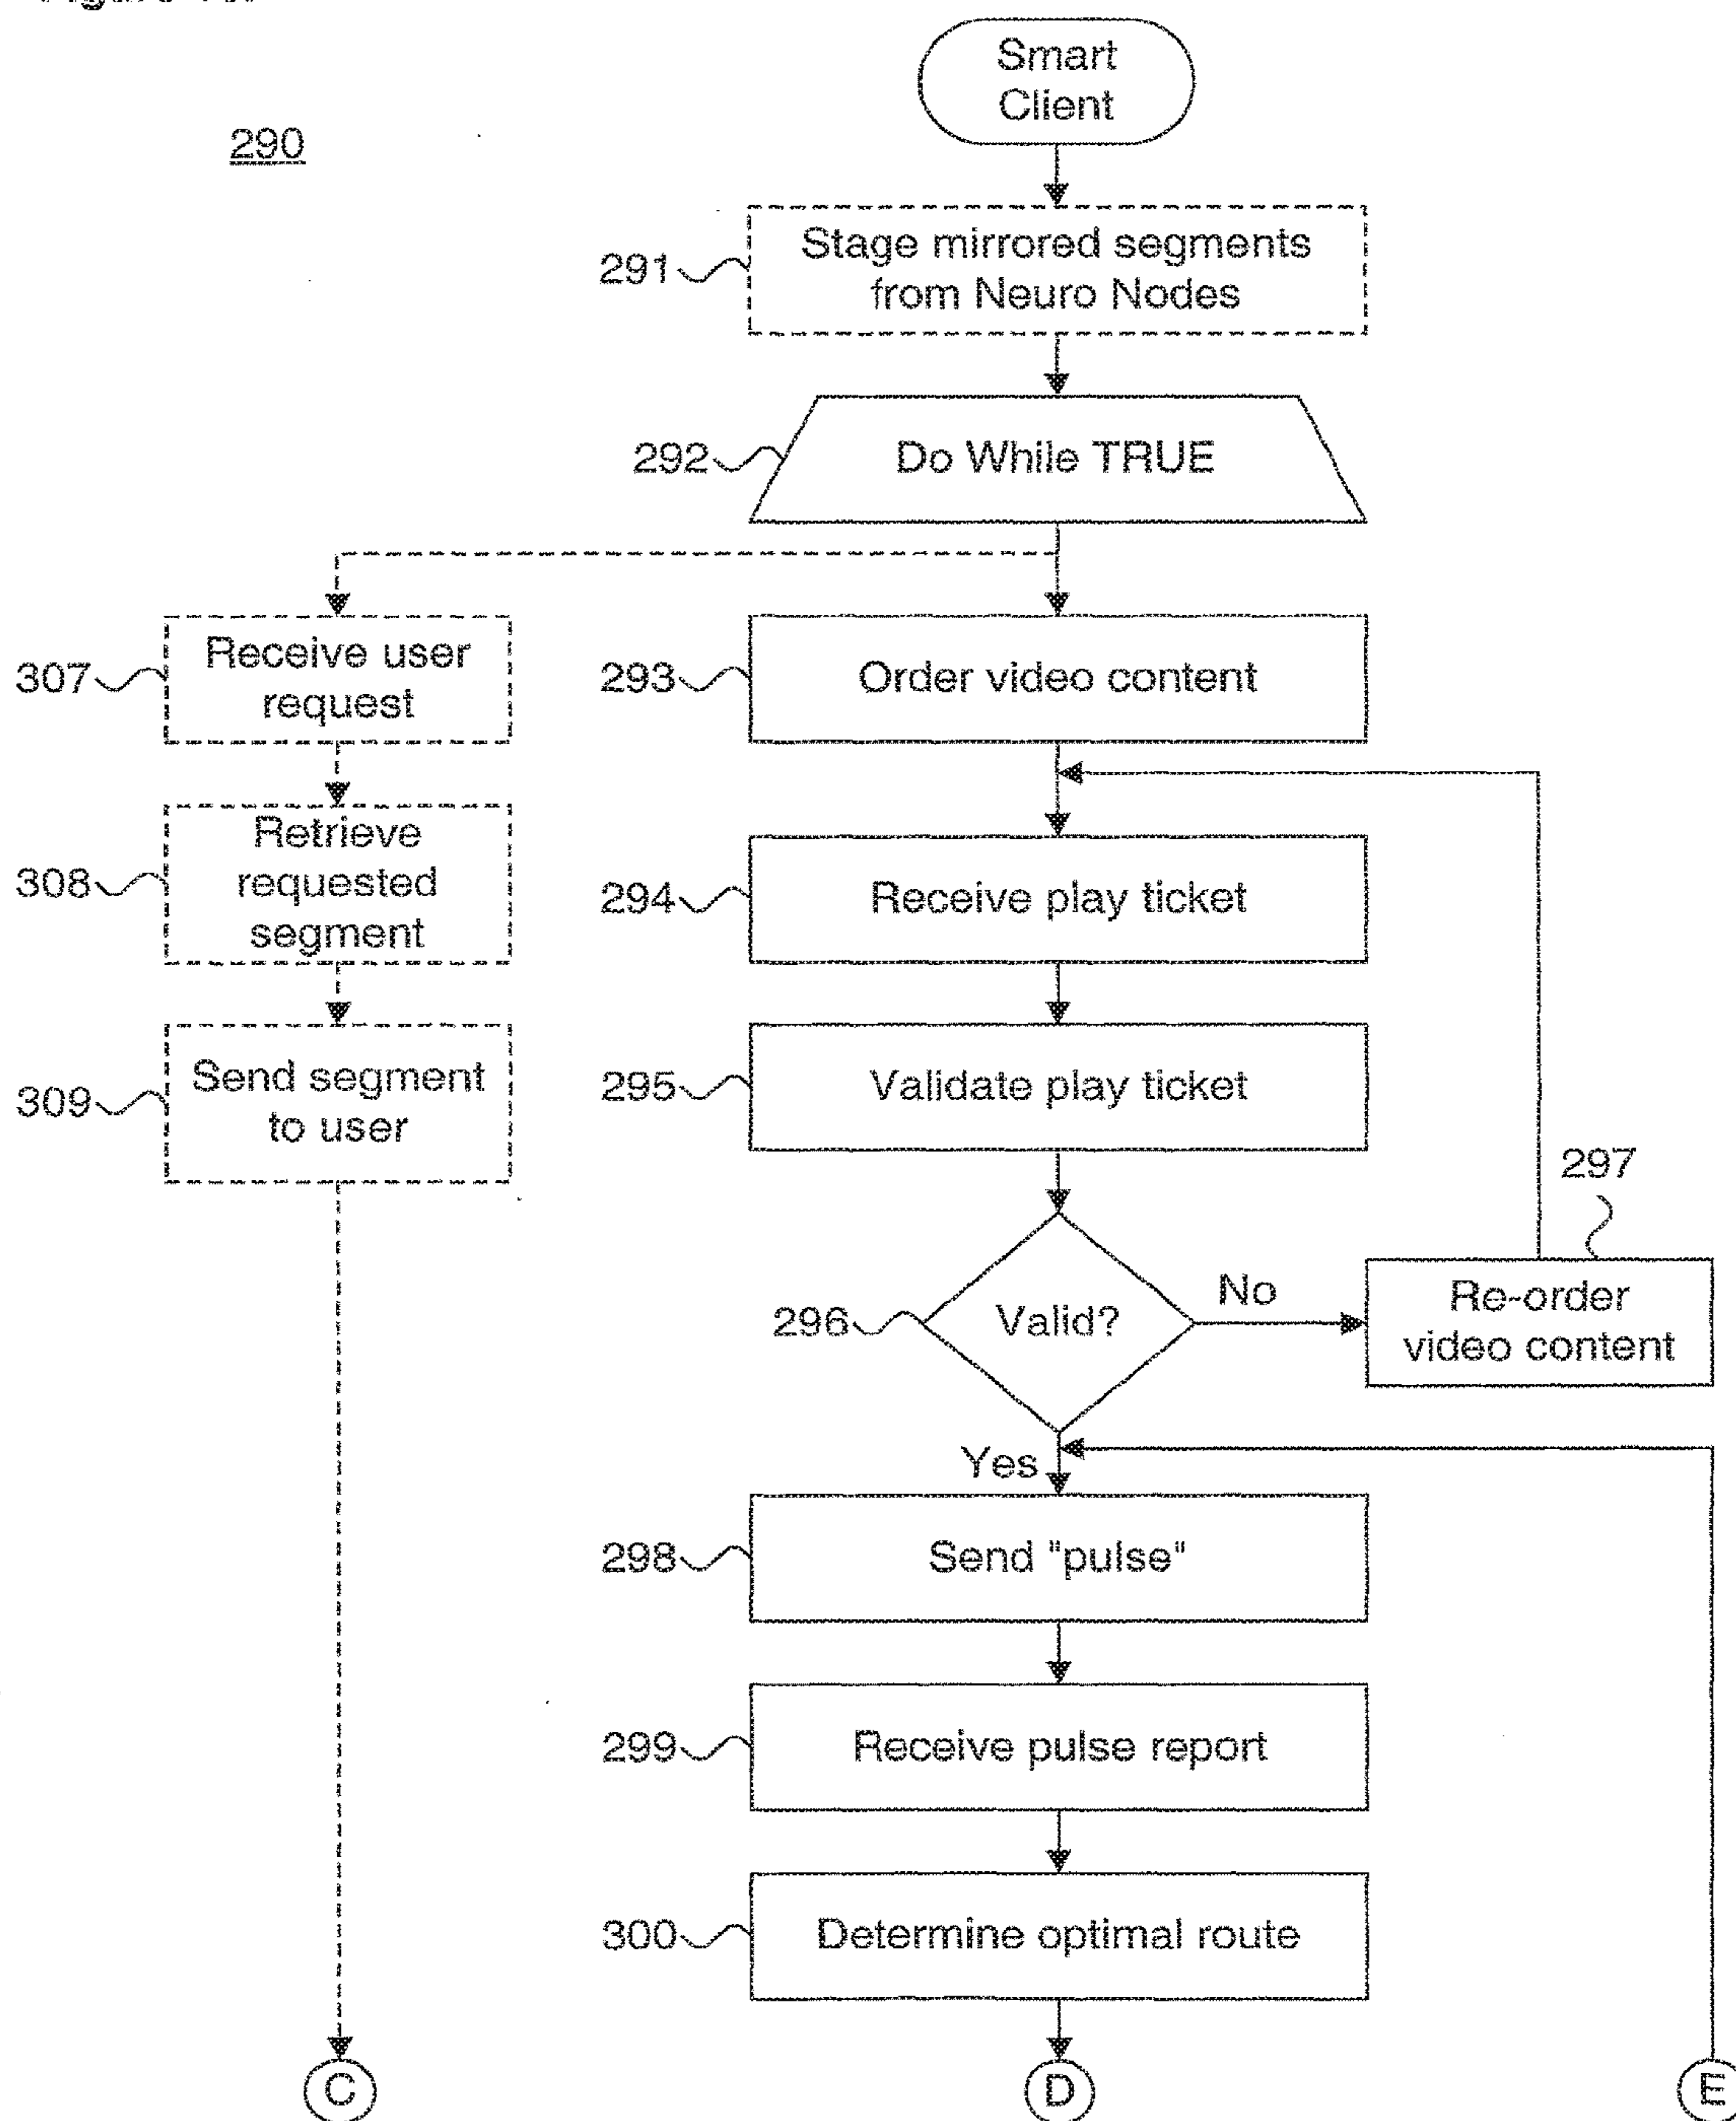 Smart
Client
290
291
Stage mirrored segments
from Neuro Nodes
292
Do While TRUE
307
Receive user
request
293
Order video content
308
Retrieve
requested
segment
294
Receive play ticket
309
Send segment
to user
295
Validate play ticket
297
296
Valid?
No
Re-order
video content
Yes
298
Send "pulse"
299
Receive pulse report
300
Determine optimal route
C
D
E